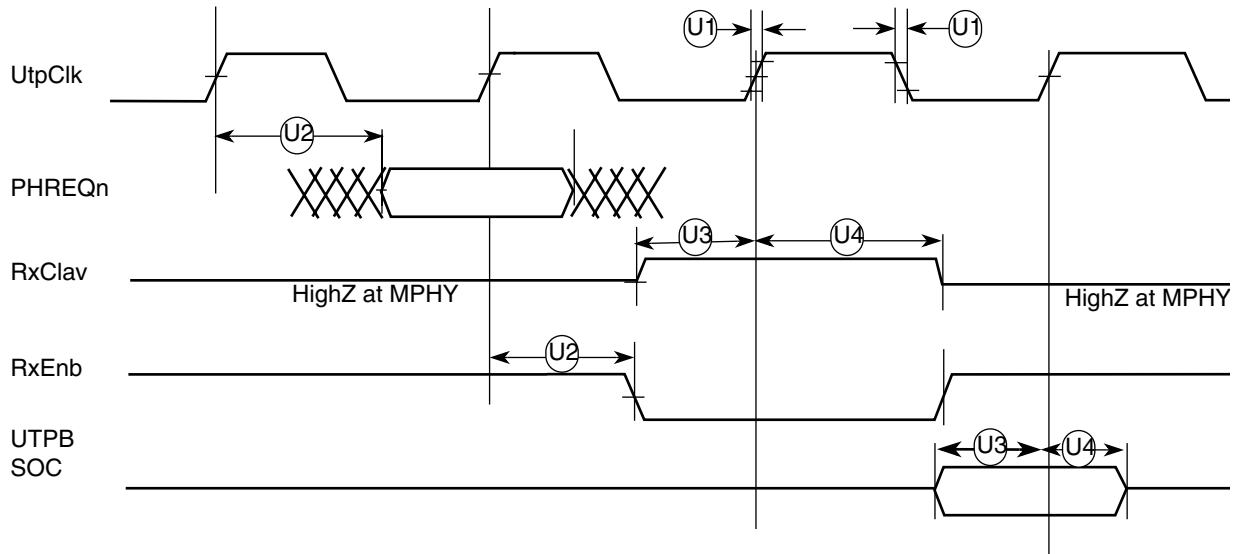 U1
U1
UtpClk
U2
PHREQn
U3
U4
RxClav
HighZ at MPHY
HighZ at MPHY
U2
RxEnb
UTPB
SOC
U3
U4